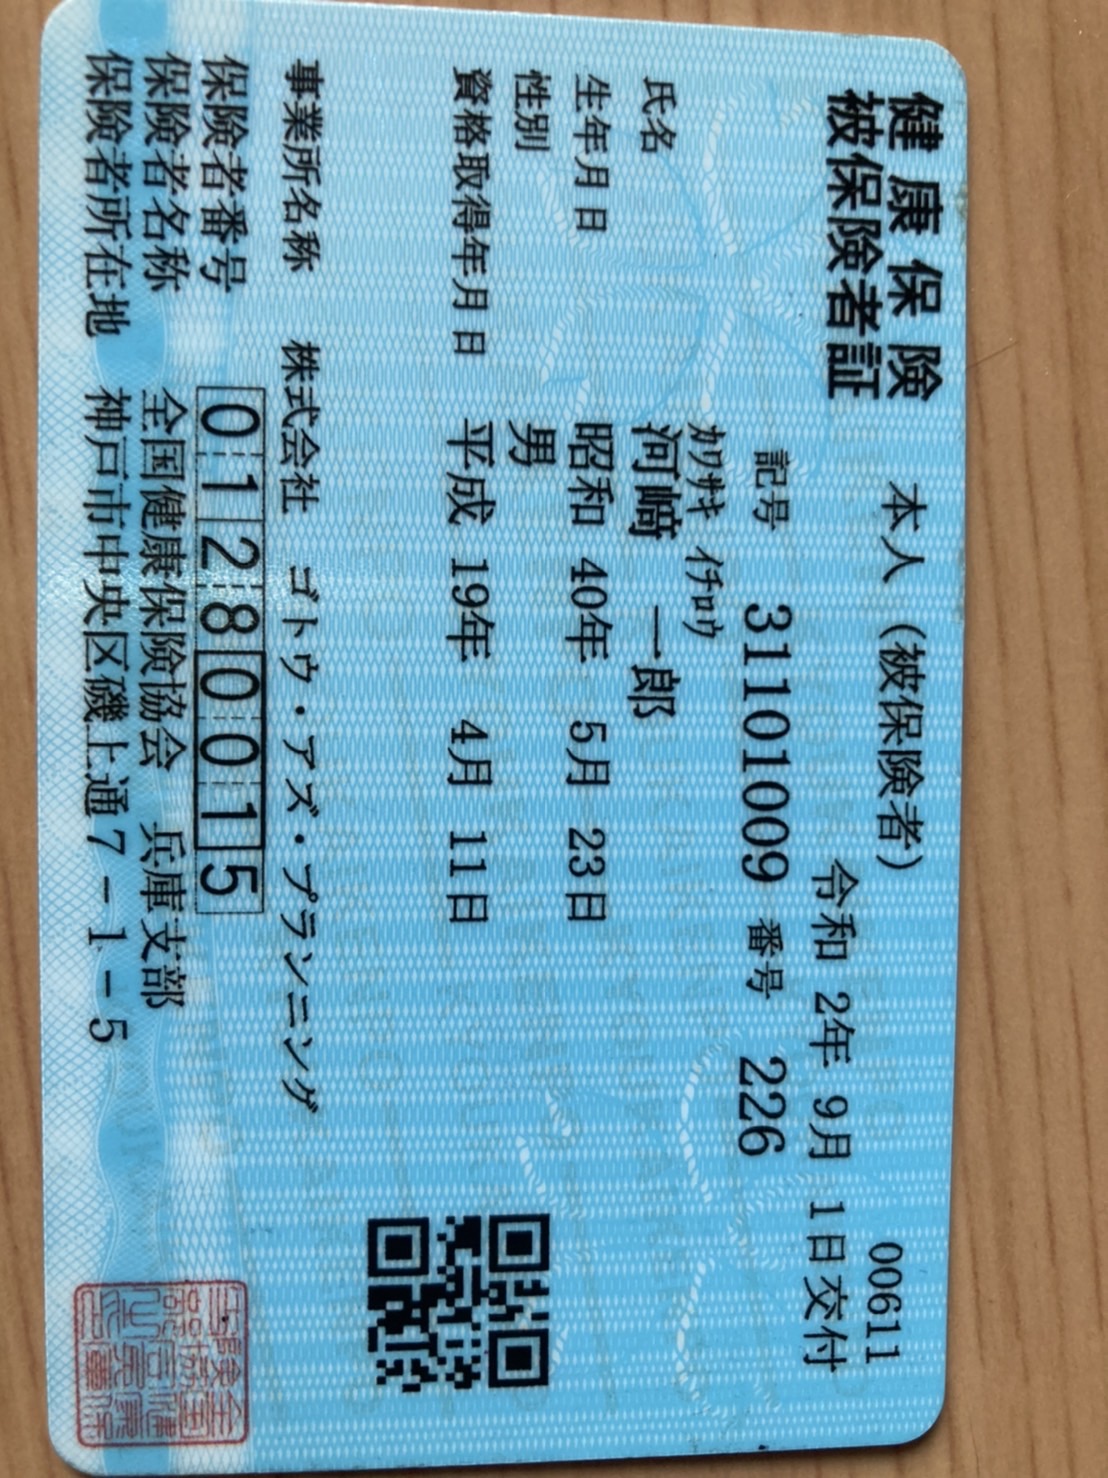 健康保険
被保険者証
本人（被保険者）
00611
令和 2年 9月 1日交付
記号 31101009 番号 226
ｶﾜｻｷ ｲﾁﾛｳ
氏名 河﨑 一郎
生年月日 昭和 40年 5月 23日
性別 男
資格取得年月日 平成 19年 4月 11日
事業所名称 株式会社 ゴトウ・アズ・プランニング
保険者番号 01280015
保険者名称 全国健康保険協会 兵庫支部
保険者所在地 神戸市中央区磯上通7-1-5